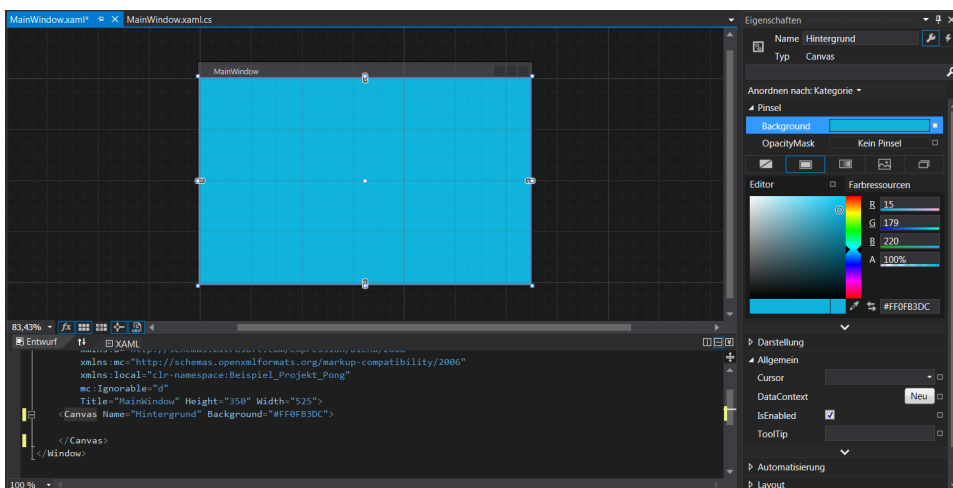 MainWindow.xaml* MainWindow.xaml.cs
MainWindow
83,43% fx
Entwurf XAML
xmlns:mc="http://schemas.openxmlformats.org/markup-compatibility/2006"
xmlns:local="clr-namespace:Beispiel_Projekt_Pong"
mc:Ignorable="d"
Title="MainWindow" Height="350" Width="525">
<Canvas Name="Hintergrund" Background="#FF0FB3DC">
</Canvas>
</Window>
100 %
Eigenschaften
Name Hintergrund
Typ Canvas
Anordnen nach: Kategorie
Pinsel
Background
OpacityMask Kein Pinsel
Editor Farbressourcen
R 15
G 179
B 220
A 100%
#FF0FB3DC
Darstellung
Allgemein
Cursor
DataContext Neu
IsEnabled
ToolTip
Automatisierung
Layout